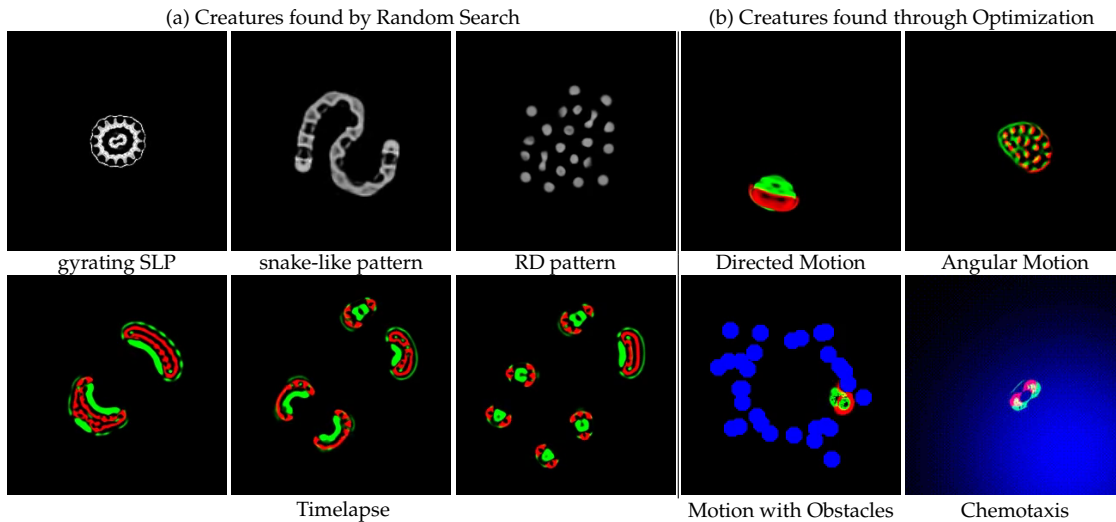 (a) Creatures found by Random Search
(b) Creatures found through Optimization
gyrating SLP
snake-like pattern
RD pattern
Directed Motion
Angular Motion
Timelapse
Motion with Obstacles
Chemotaxis